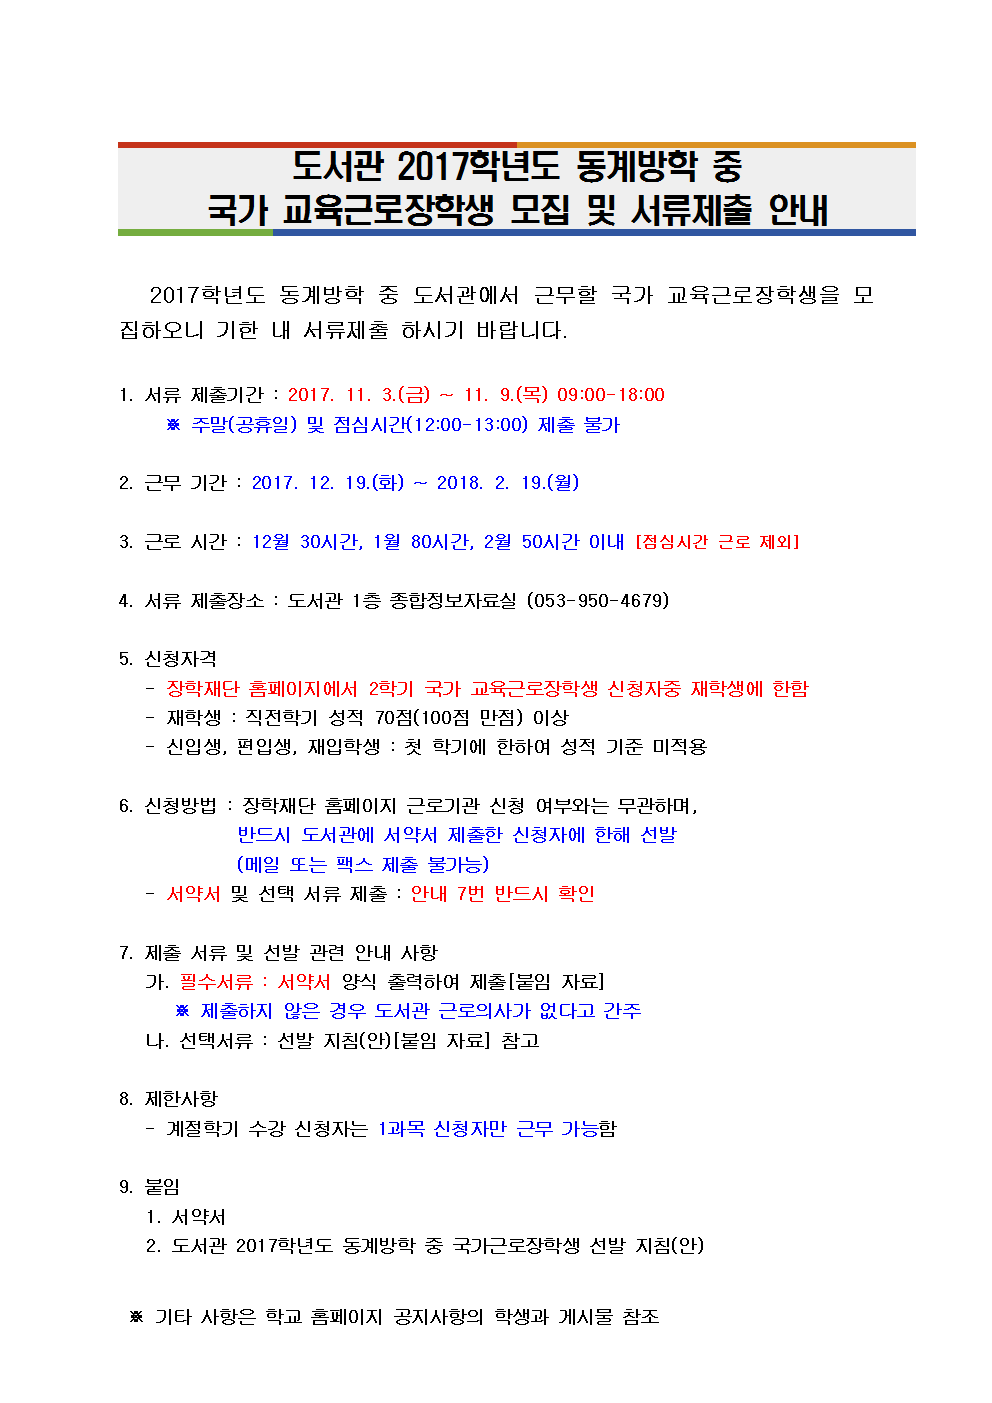 도서관 2017학년도 동계방학 중
국가 교육근로장학생 모집 및 서류제출 안내
2017학년도 동계방학 중 도서관에서 근무할 국가 교육근로장학생을 모
집하오니 기한 내 서류제출 하시기 바랍니다.
1. 서류 제출기간 : 2017. 11. 3.(금) ~ 11. 9.(목) 09:00-18:00
※ 주말(공휴일) 및 점심시간(12:00-13:00) 제출 불가
2. 근무 기간 : 2017. 12. 19.(화) ~ 2018. 2. 19.(월)
3. 근로 시간 : 12월 30시간, 1월 80시간, 2월 50시간 이내 [점심시간 근로 제외]
4. 서류 제출장소 : 도서관 1층 종합정보자료실 (053-950-4679)
5. 신청자격
- 장학재단 홈페이지에서 2학기 국가 교육근로장학생 신청자중 재학생에 한함
- 재학생 : 직전학기 성적 70점(100점 만점) 이상
- 신입생, 편입생, 재입학생 : 첫 학기에 한하여 성적 기준 미적용
6. 신청방법 : 장학재단 홈페이지 근로기관 신청 여부와는 무관하며,
반드시 도서관에 서약서 제출한 신청자에 한해 선발
(메일 또는 팩스 제출 불가능)
- 서약서 및 선택 서류 제출 : 안내 7번 반드시 확인
7. 제출 서류 및 선발 관련 안내 사항
가. 필수서류 : 서약서 양식 출력하여 제출[붙임 자료]
※ 제출하지 않은 경우 도서관 근로의사가 없다고 간주
나. 선택서류 : 선발 지침(안)[붙임 자료] 참고
8. 제한사항
- 계절학기 수강 신청자는 1과목 신청자만 근무 가능함
9. 붙임
1. 서약서
2. 도서관 2017학년도 동계방학 중 국가근로장학생 선발 지침(안)
※ 기타 사항은 학교 홈페이지 공지사항의 학생과 게시물 참조